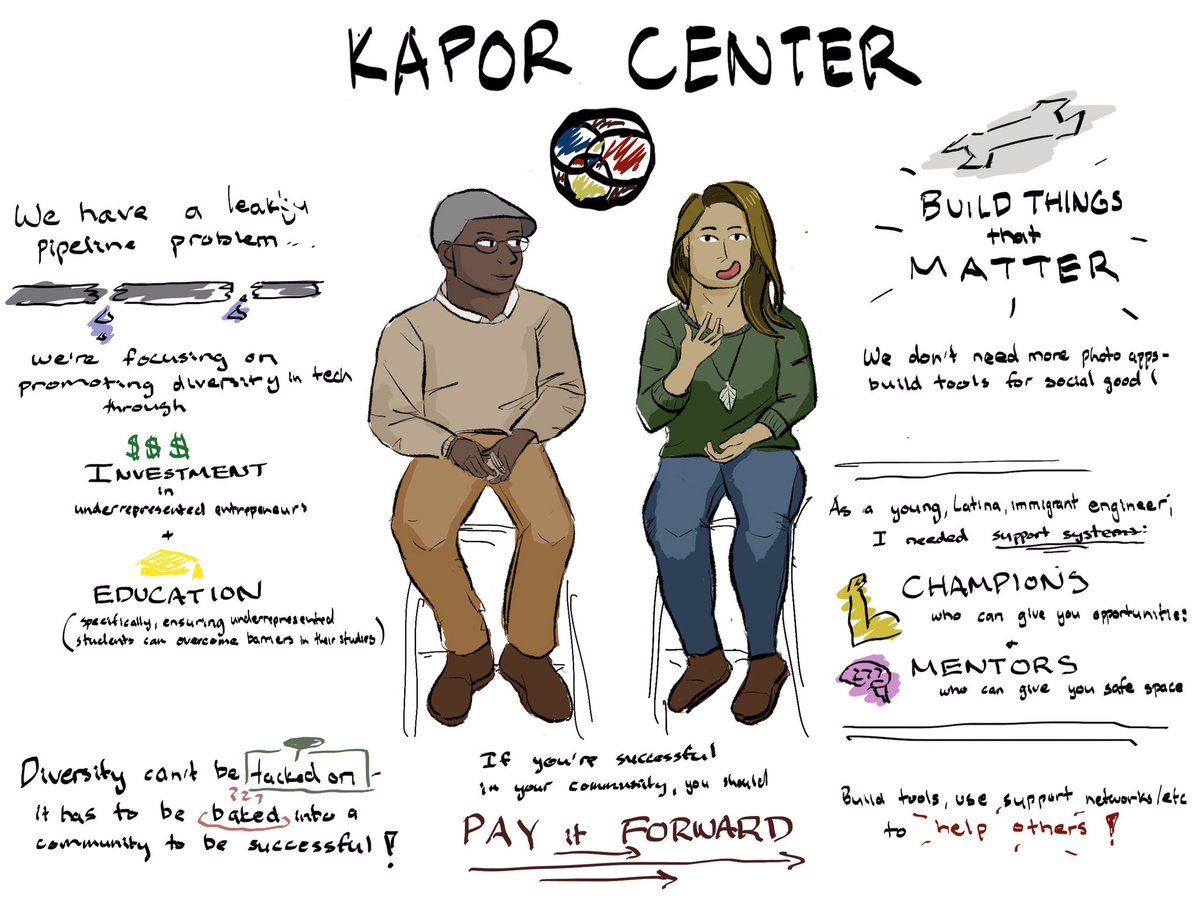 KAPOR CENTER
We have a leaky
pipeline problem...
we're focusing on
promoting diversity in tech
through
$ $ $
INVESTMENT
in
underrepresented entrepreneurs
+
EDUCATION
(specifically, ensuring underrepresented
students can overcome barriers in their studies)
Diversity can't be tacked on -
it has to be baked into a
community to be successful!
If you're successful
in your community, you should
PAY it FORWARD
BUILD THINGS
that
MATTER
We don't need more photo apps-
build tools for social good!
As a young, Latina, immigrant engineer,
I needed support systems:
CHAMPIONS
who can give you opportunities
+
MENTORS
who can give you safe space
Build tools, use support networks/etc
to help others!